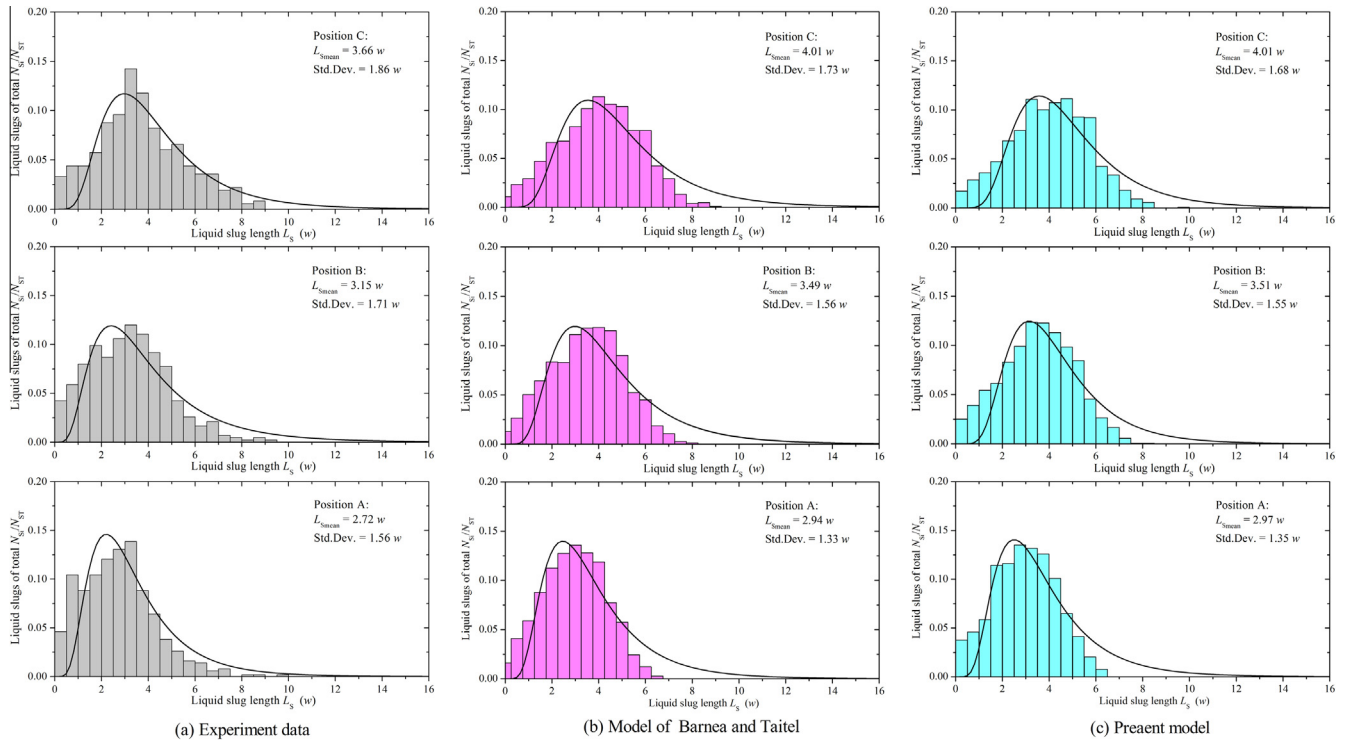 Position C:
L_Smean = 3.66 w
Std.Dev. = 1.86 w
Liquid slugs of total N_Si/N_ST
0.20
0.15
0.10
0.05
0.00
0 2 4 6 8 10 12 14 16
Liquid slug length L_S (w)
Position B:
L_Smean = 3.15 w
Std.Dev. = 1.71 w
Liquid slugs of total N_Si/N_ST
0.20
0.15
0.10
0.05
0.00
0 2 4 6 8 10 12 14 16
Liquid slug length L_S (w)
Position A:
L_Smean = 2.72 w
Std.Dev. = 1.56 w
Liquid slugs of total N_Si/N_ST
0.20
0.15
0.10
0.05
0.00
0 2 4 6 8 10 12 14 16
Liquid slug length L_S (w)
(a) Experiment data
Position C:
L_Smean = 4.01 w
Std.Dev. = 1.73 w
Liquid slugs of total N_Si/N_ST
0.20
0.15
0.10
0.05
0.00
0 2 4 6 8 10 12 14 16
Liquid slug length L_S (w)
Position B:
L_Smean = 3.49 w
Std.Dev. = 1.56 w
Liquid slugs of total N_Si/N_ST
0.20
0.15
0.10
0.05
0.00
0 2 4 6 8 10 12 14 16
Liquid slug length L_S (w)
Position A:
L_Smean = 2.94 w
Std.Dev. = 1.33 w
Liquid slugs of total N_Si/N_ST
0.20
0.15
0.10
0.05
0.00
0 2 4 6 8 10 12 14 16
Liquid slug length L_S (w)
(b) Model of Barnea and Taitel
Position C:
L_Smean = 4.01 w
Std.Dev. = 1.68 w
Liquid slugs of total N_Si/N_ST
0.20
0.15
0.10
0.05
0.00
0 2 4 6 8 10 12 14 16
Liquid slug length L_S (w)
Position B:
L_Smean = 3.51 w
Std.Dev. = 1.55 w
Liquid slugs of total N_Si/N_ST
0.20
0.15
0.10
0.05
0.00
0 2 4 6 8 10 12 14 16
Liquid slug length L_S (w)
Position A:
L_Smean = 2.97 w
Std.Dev. = 1.35 w
Liquid slugs of total N_Si/N_ST
0.20
0.15
0.10
0.05
0.00
0 2 4 6 8 10 12 14 16
Liquid slug length L_S (w)
(c) Preaent model